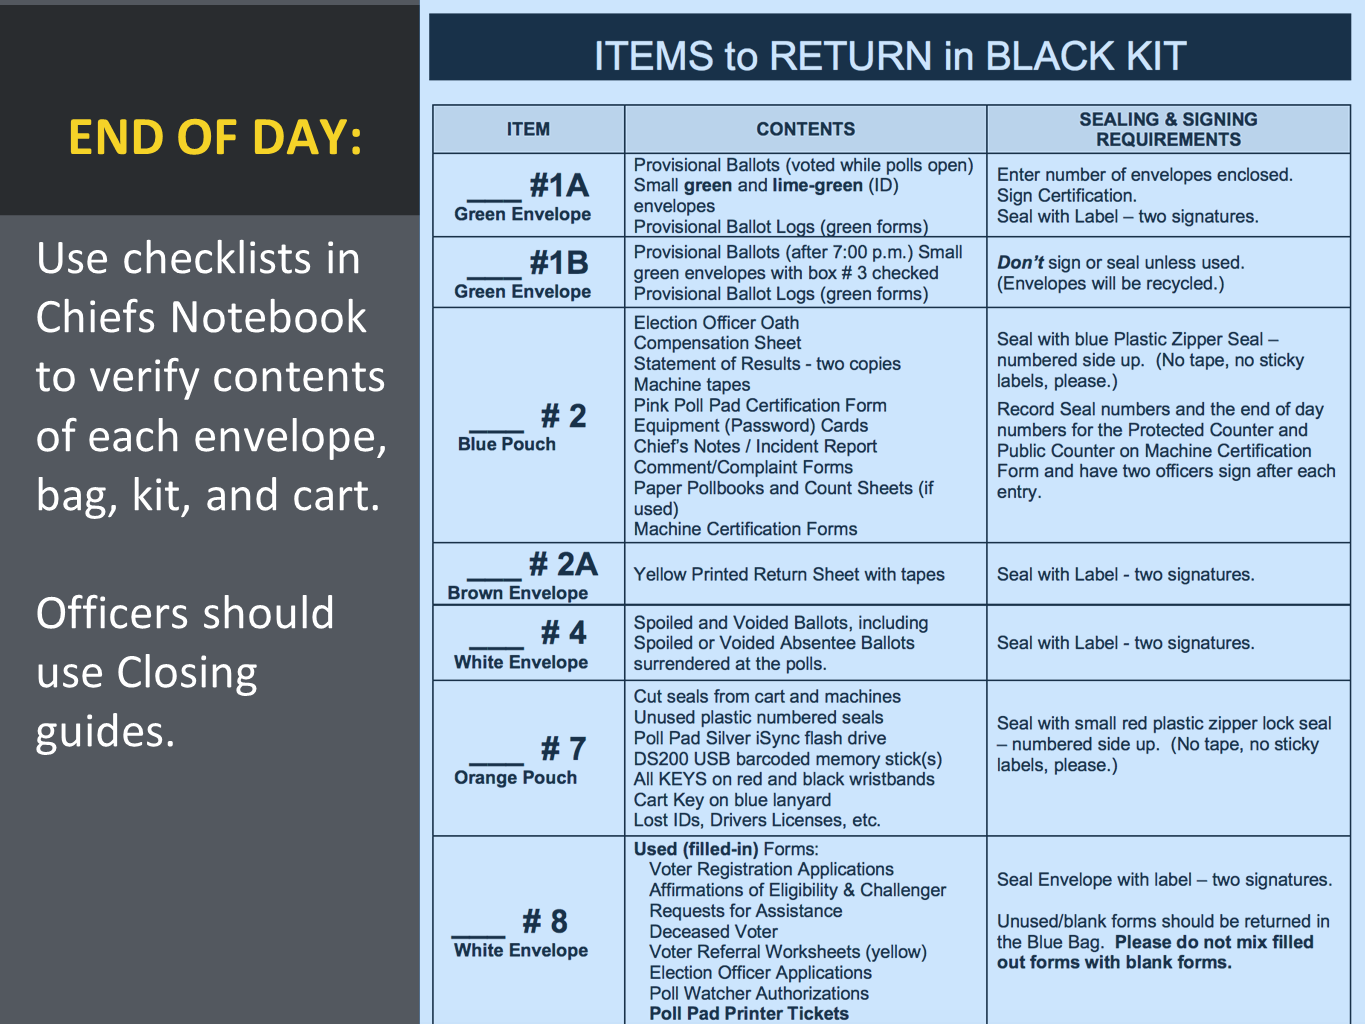 END OF DAY:
Use checklists in
Chiefs Notebook
to verify contents
of each envelope,
bag, kit, and cart.
Officers should
use Closing
guides.
ITEMS to RETURN in BLACK KIT
ITEM
CONTENTS
SEALING & SIGNING
REQUIREMENTS
___ #1A
Green Envelope
Provisional Ballots (voted while polls open)
Small green and lime-green (ID)
envelopes
Provisional Ballot Logs (green forms)
Enter number of envelopes enclosed.
Sign Certification.
Seal with Label – two signatures.
___ #1B
Green Envelope
Provisional Ballots (after 7:00 p.m.) Small
green envelopes with box # 3 checked
Provisional Ballot Logs (green forms)
Don't sign or seal unless used.
(Envelopes will be recycled.)
___ # 2
Blue Pouch
Election Officer Oath
Compensation Sheet
Statement of Results - two copies
Machine tapes
Pink Poll Pad Certification Form
Equipment (Password) Cards
Chief's Notes / Incident Report
Comment/Complaint Forms
Paper Pollbooks and Count Sheets (if
used)
Machine Certification Forms
Seal with blue Plastic Zipper Seal –
numbered side up. (No tape, no sticky
labels, please.)
Record Seal numbers and the end of day
numbers for the Protected Counter and
Public Counter on Machine Certification
Form and have two officers sign after each
entry.
___ # 2A
Brown Envelope
Yellow Printed Return Sheet with tapes
Seal with Label - two signatures.
___ # 4
White Envelope
Spoiled and Voided Ballots, including
Spoiled or Voided Absentee Ballots
surrendered at the polls.
Seal with Label - two signatures.
___ # 7
Orange Pouch
Cut seals from cart and machines
Unused plastic numbered seals
Poll Pad Silver iSync flash drive
DS200 USB barcoded memory stick(s)
All KEYS on red and black wristbands
Cart Key on blue lanyard
Lost IDs, Drivers Licenses, etc.
Seal with small red plastic zipper lock seal
– numbered side up. (No tape, no sticky
labels, please.)
___ # 8
White Envelope
Used (filled-in) Forms:
Voter Registration Applications
Affirmations of Eligibility & Challenger
Requests for Assistance
Deceased Voter
Voter Referral Worksheets (yellow)
Election Officer Applications
Poll Watcher Authorizations
Poll Pad Printer Tickets
Seal Envelope with label – two signatures.
Unused/blank forms should be returned in
the Blue Bag. Please do not mix filled
out forms with blank forms.